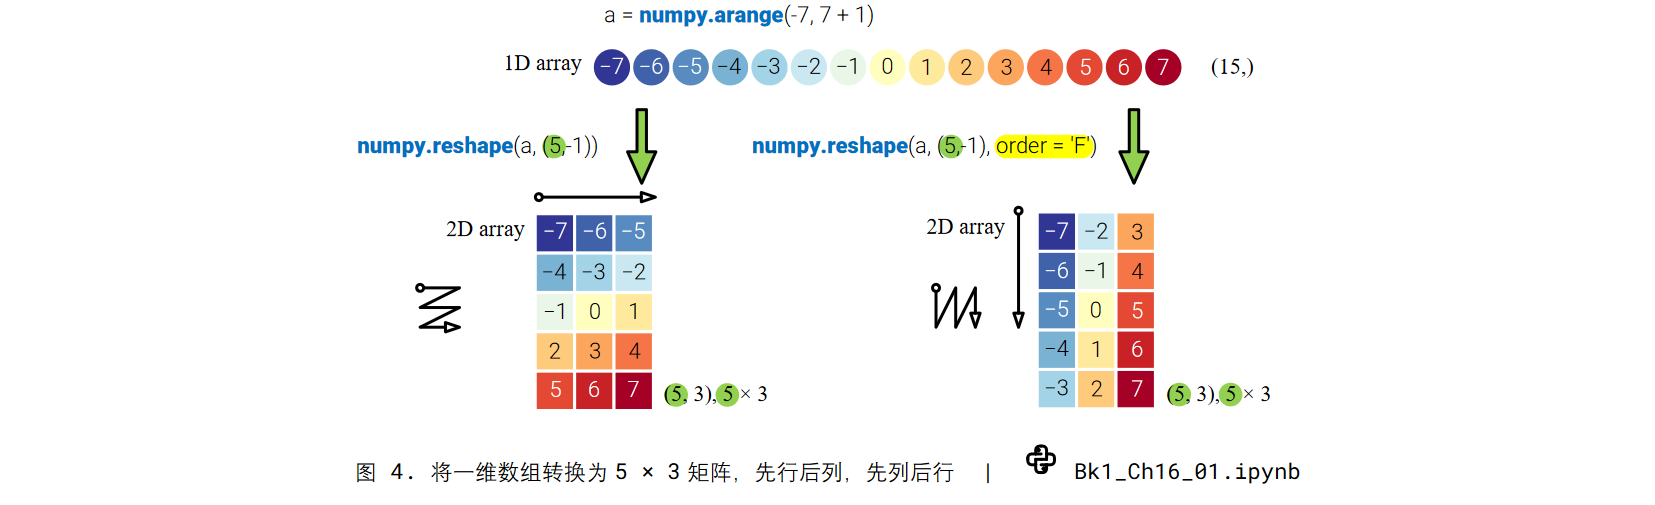 a = numpy.arange(-7, 7 + 1)
1D array −7 −6 −5 −4 −3 −2 −1 0 1 2 3 4 5 6 7 (15,)
numpy.reshape(a, (5,-1))
numpy.reshape(a, (5,-1), order = 'F')
2D array
−7 −6 −5
−4 −3 −2
−1 0 1
2 3 4
5 6 7
(5, 3), 5 × 3
2D array
−7 −2 3
−6 −1 4
−5 0 5
−4 1 6
−3 2 7
(5, 3), 5 × 3
图 4. 将一维数组转换为 5 × 3 矩阵, 先行后列, 先列后行 | Bk1_Ch16_01.ipynb